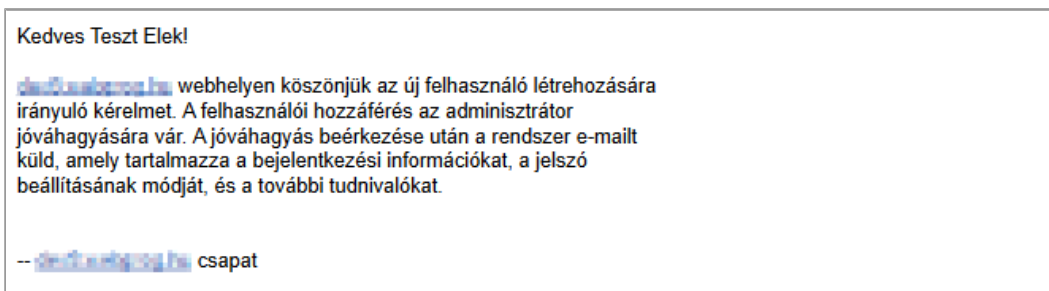 Kedves Teszt Elek!
webhelyen köszönjük az új felhasználó létrehozására
irányuló kérelmet. A felhasználói hozzáférés az adminisztrátor
jóváhagyására vár. A jóváhagyás beérkezése után a rendszer e-mailt
küld, amely tartalmazza a bejelentkezési információkat, a jelszó
beállításának módját, és a további tudnivalókat.
-- csapat